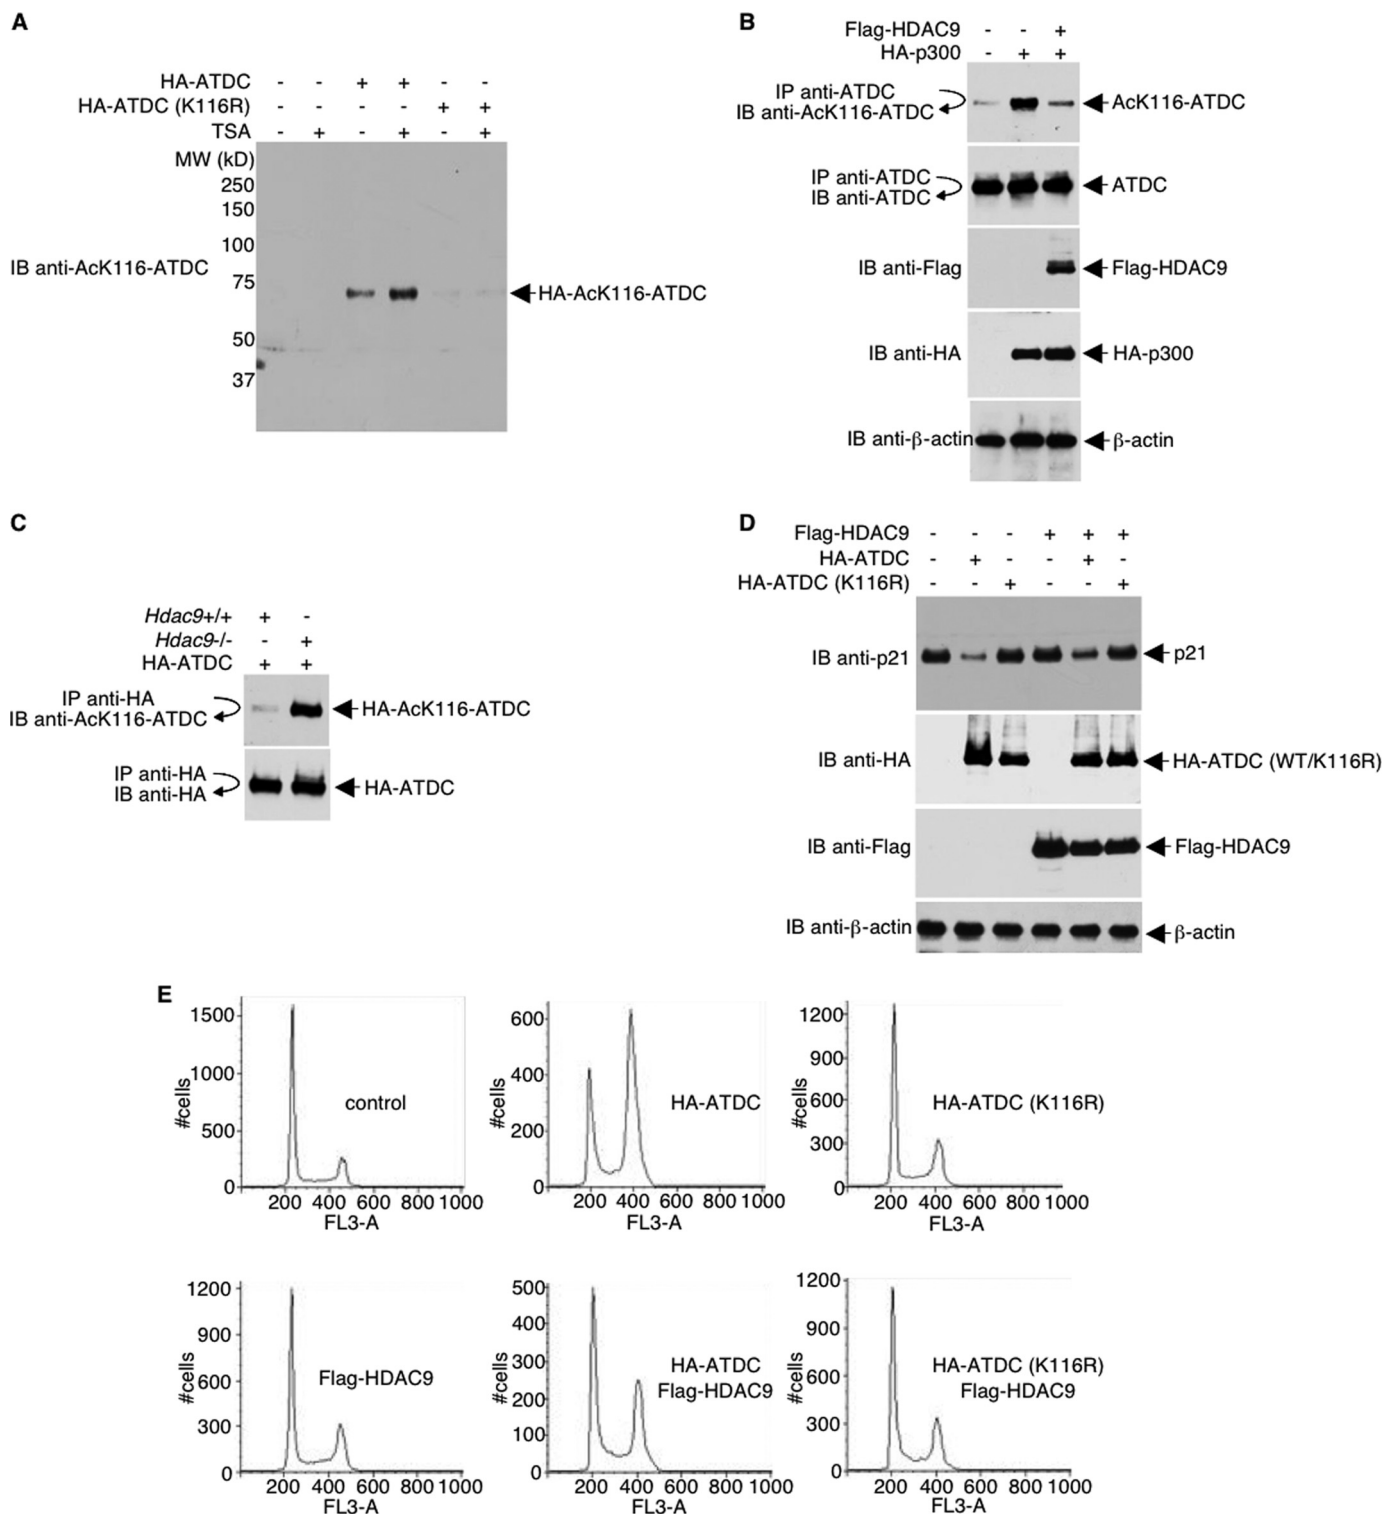 A
HA-ATDC - - + + - -
HA-ATDC (K116R) - - - - + +
TSA - + - + - +
MW (kD)
250
150
100
75
50
37
IB anti-AcK116-ATDC
HA-AcK116-ATDC
B
Flag-HDAC9 - - +
HA-p300 - + +
IP anti-ATDC
IB anti-AcK116-ATDC
AcK116-ATDC
IP anti-ATDC
IB anti-ATDC
ATDC
IB anti-Flag
Flag-HDAC9
IB anti-HA
HA-p300
IB anti-β-actin
β-actin
C
Hdac9+/+ + -
Hdac9-/- - +
HA-ATDC + +
IP anti-HA
IB anti-AcK116-ATDC
HA-AcK116-ATDC
IP anti-HA
IB anti-HA
HA-ATDC
D
Flag-HDAC9 - - - + + +
HA-ATDC - + - - + -
HA-ATDC (K116R) - - + - - +
IB anti-p21
p21
IB anti-HA
HA-ATDC (WT/K116R)
IB anti-Flag
Flag-HDAC9
IB anti-β-actin
β-actin
E
1500
1000
500
0
#cells
control
200 400 600 800 1000
FL3-A
600
400
200
0
#cells
HA-ATDC
200 400 600 800 1000
FL3-A
1200
900
600
300
0
#cells
HA-ATDC (K116R)
200 400 600 800 1000
FL3-A
1200
900
600
300
0
#cells
Flag-HDAC9
200 400 600 800 1000
FL3-A
500
400
300
200
100
0
#cells
HA-ATDC
Flag-HDAC9
200 400 600 800 1000
FL3-A
1200
900
600
300
0
#cells
HA-ATDC (K116R)
Flag-HDAC9
200 400 600 800 1000
FL3-A